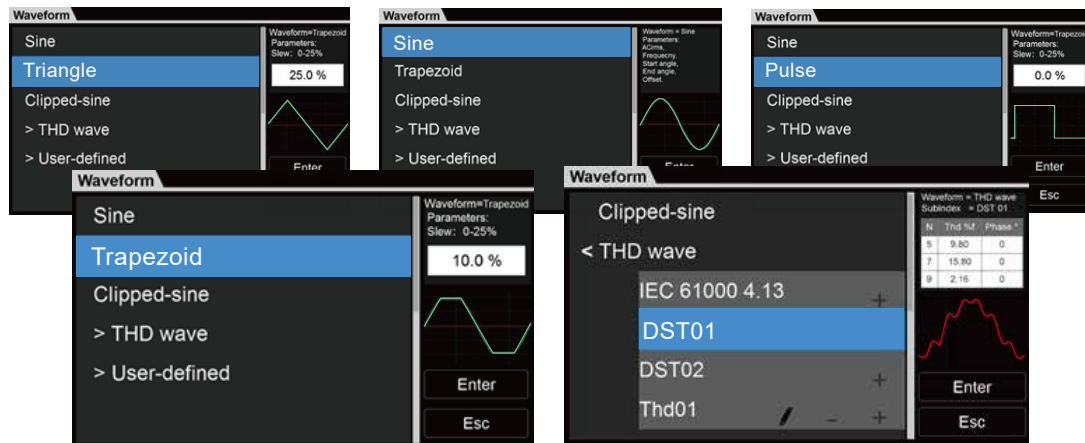 Waveform
Sine
Triangle
Clipped-sine
> THD wave
> User-defined
Waveform=Trapezoid
Parameters:
Slew: 0-25%
25.0 %
Enter
Waveform
Sine
Trapezoid
Clipped-sine
> THD wave
> User-defined
Waveform = Sine
Parameters:
ACrms,
Frequecny,
Start angle,
End angle,
Offset.
Enter
Waveform
Sine
Pulse
Clipped-sine
> THD wave
> User-defined
Waveform=Trapezoid
Parameters:
Slew: 0-25%
0.0 %
Enter
Esc
Waveform
Sine
Trapezoid
Clipped-sine
> THD wave
> User-defined
Waveform=Trapezoid
Parameters:
Slew: 0-25%
10.0 %
Enter
Esc
Waveform
Clipped-sine
< THD wave
IEC 61000 4.13 +
DST01
DST02 +
Thd01 - +
Waveform = THD wave
Subindex = DST 01
N Thd %f Phase °
5 9.80 0
7 15.80 0
9 2.16 0
Enter
Esc